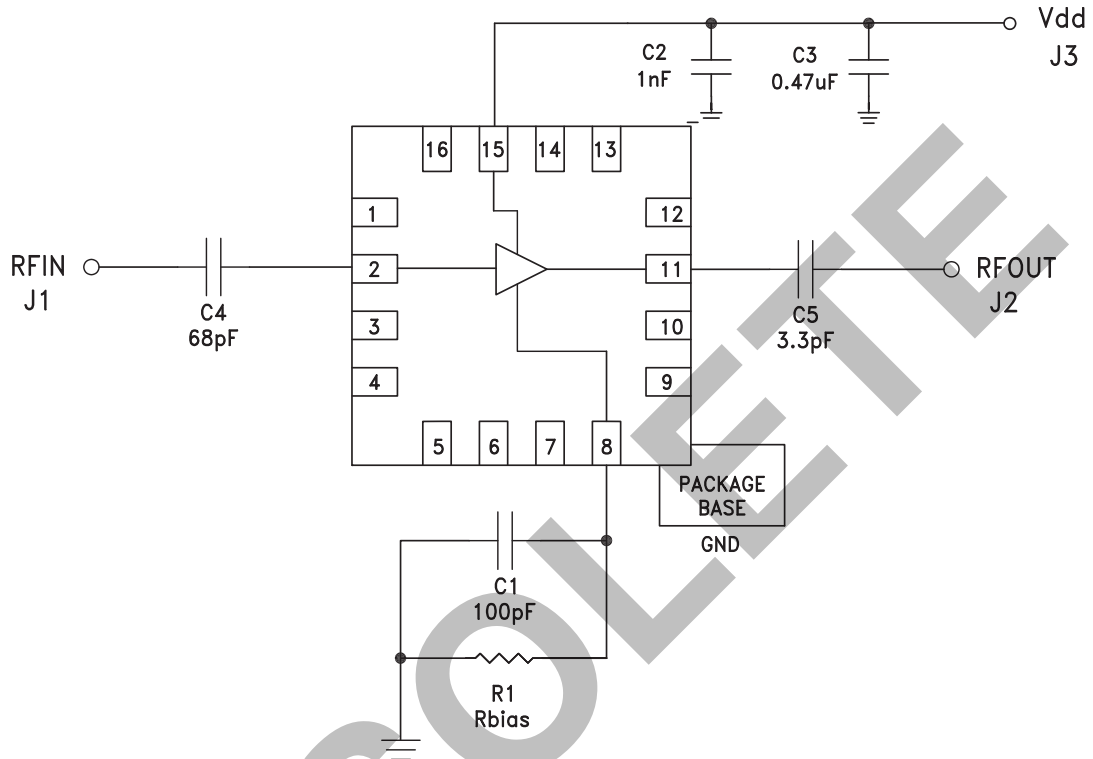 Vdd
J3
C2
1nF
C3
0.47uF
16
15
14
13
1
12
RFIN
J1
C4
68pF
2
11
RFOUT
J2
C5
3.3pF
3
10
4
9
5
6
7
8
PACKAGE
BASE
GND
C1
100pF
R1
Rbias
OLETE